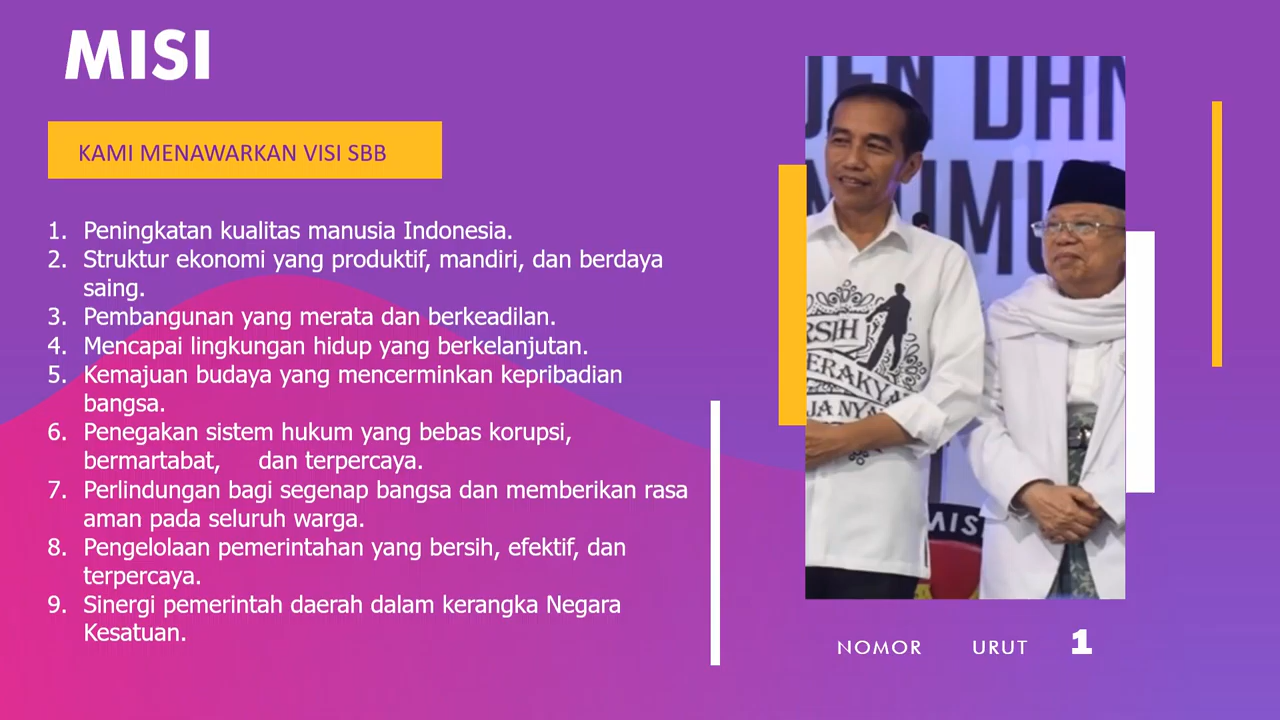 MISI
KAMI MENAWARKAN VISI SBB
1. Peningkatan kualitas manusia Indonesia.
2. Struktur ekonomi yang produktif, mandiri, dan berdaya
saing.
3. Pembangunan yang merata dan berkeadilan.
4. Mencapai lingkungan hidup yang berkelanjutan.
5. Kemajuan budaya yang mencerminkan kepribadian
bangsa.
6. Penegakan sistem hukum yang bebas korupsi,
bermartabat, dan terpercaya.
7. Perlindungan bagi segenap bangsa dan memberikan rasa
aman pada seluruh warga.
8. Pengelolaan pemerintahan yang bersih, efektif, dan
terpercaya.
9. Sinergi pemerintah daerah dalam kerangka Negara
Kesatuan.
NOMOR URUT 1